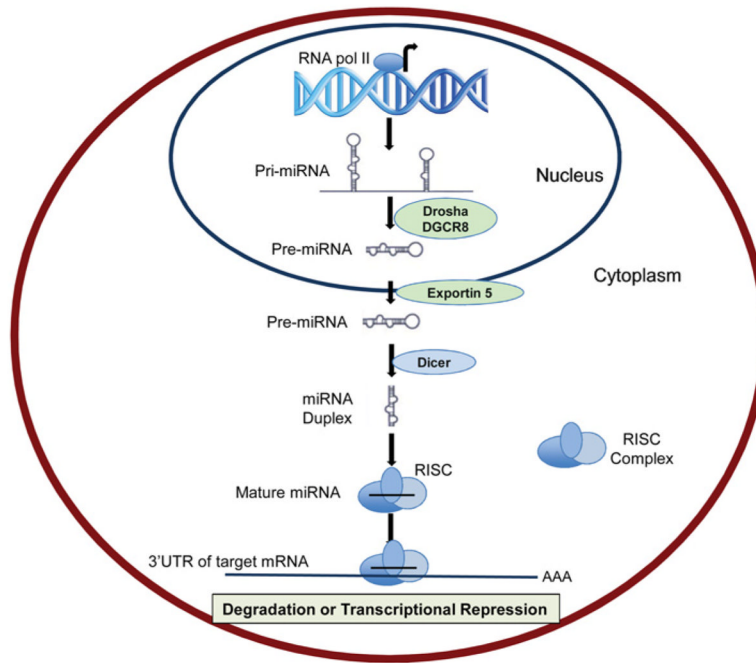 RNA pol II
Pri-miRNA
Nucleus
Drosha
DGCR8
Pre-miRNA
Cytoplasm
Exportin 5
Pre-miRNA
Dicer
miRNA
Duplex
RISC
Complex
RISC
Mature miRNA
3'UTR of target mRNA
AAA
Degradation or Transcriptional Repression